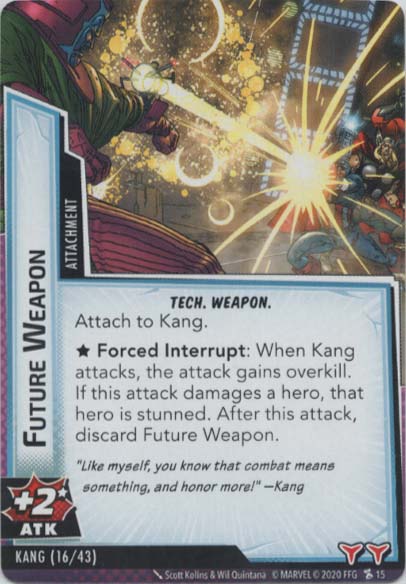 FUTURE WEAPON
ATTACHMENT
TECH. WEAPON.
Attach to Kang.
★ Forced Interrupt: When Kang
attacks, the attack gains overkill.
If this attack damages a hero, that
hero is stunned. After this attack,
discard Future Weapon.
"Like myself, you know that combat means
something, and honor more!" —Kang
+2★
ATK
KANG (16/43)
Scott Kolins & Wil Quintana © MARVEL © 2020 FFG 15